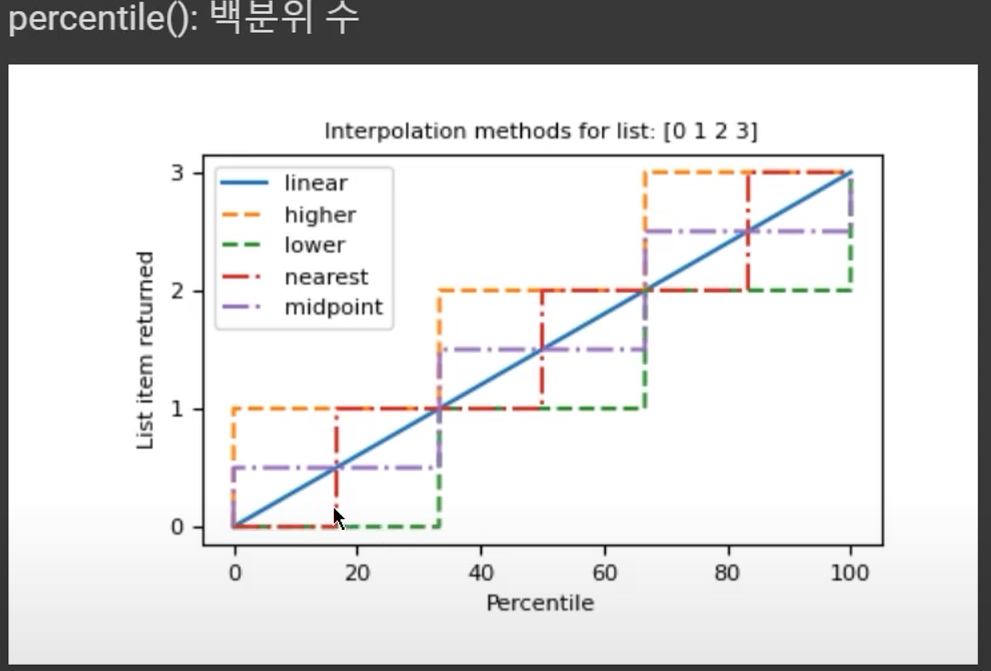 percentile(): 백분위 수
Interpolation methods for list: [0 1 2 3]
linear
higher
lower
nearest
midpoint
List item returned
3
2
1
0
0 20 40 60 80 100
Percentile